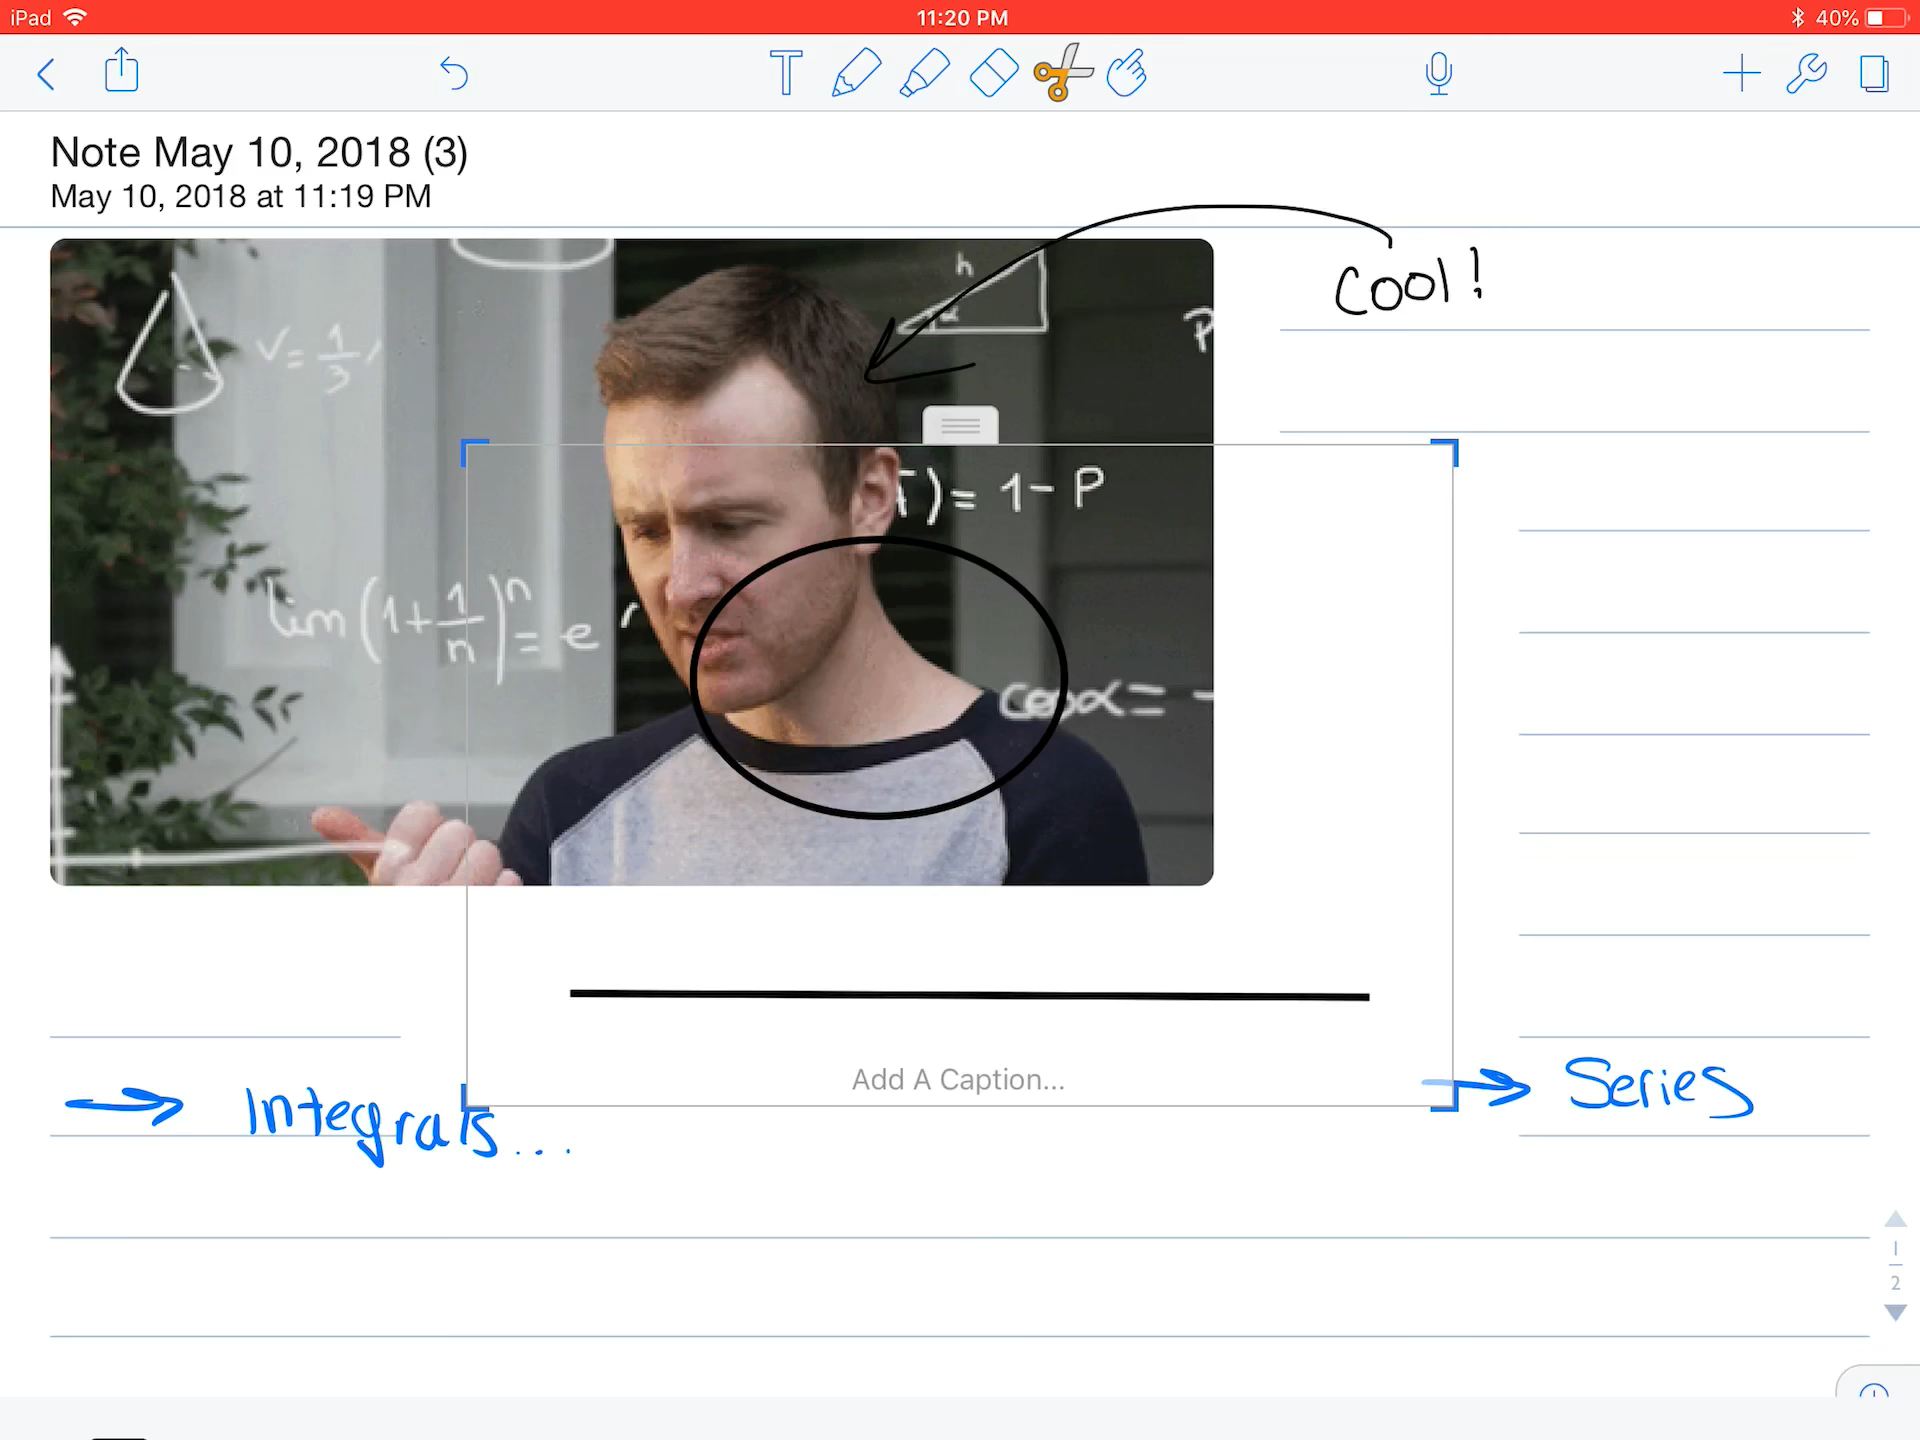 iPad 11:20 PM 40%
T
Note May 10, 2018 (3)
May 10, 2018 at 11:19 PM
Cool!
h
α
V = 1/3
P
) = 1 - P
lim (1 + 1/n)^n = e
cos α = -
Add A Caption...
→ Integrals...
→ Series
1
2